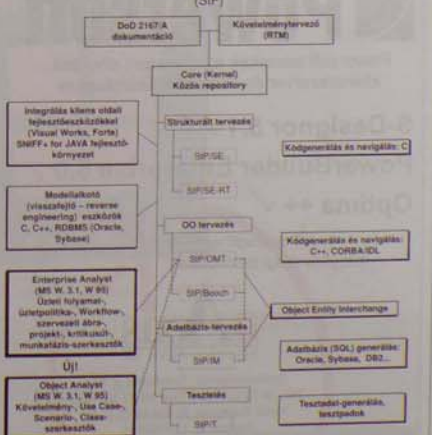 (SIP)
DoD 2167/A
dokumentáció
Követelménytervező
(RTM)
Core (Kernel)
Közös repository
Integrálás kliens oldali
fejlesztőeszközökkel
(Visual Works, Forte)
SNiFF+ for JAVA fejlesztő-
környezet
Strukturált tervezés
StP/SE
Kódgenerálás és navigálás: C
StP/SE-RT
Modellalkotó
(visszafejtő – reverse
engineering) eszközök
C, C++, RDBMS (Oracle,
Sybase)
OO tervezés
StP/OMT
Kódgenerálás és navigálás:
C++, CORBA/IDL
Enterprise Analyst
(MS W. 3.1, W 95)
Üzleti folyamat-,
üzletpolitika-, Workflow-,
szervezeti ábra-,
projekt-, kritikusút-,
munkafázis-szerkesztők
StP/Booch
Object Entity Interchange
Adatbázis-tervezés
StP/IM
Adatbázis (SQL) generálás:
Oracle, Sybase, DB2...
Új!
Object Analyst
(MS W. 3.1, W 95)
Követelmény-, Use Case-,
Scenario-, Class-
szerkesztők
Tesztelés
StP/T
Tesztadat-generálás,
tesztpadok